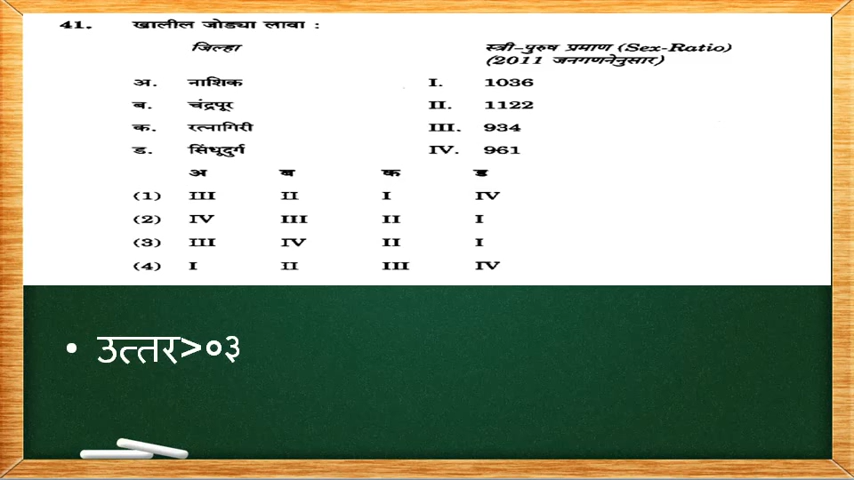 41. खालील जोड्या लावा :
जिल्हा स्त्री-पुरुष प्रमाण (Sex-Ratio)
(2011 जनगणनेनुसार)
अ. नाशिक I. 1036
ब. चंद्रपूर II. 1122
क. रत्नागिरी III. 934
ड. सिंधूदुर्ग IV. 961
अ ब क ड
(1) III II I IV
(2) IV III II I
(3) III IV II I
(4) I II III IV
• उत्तर>०३